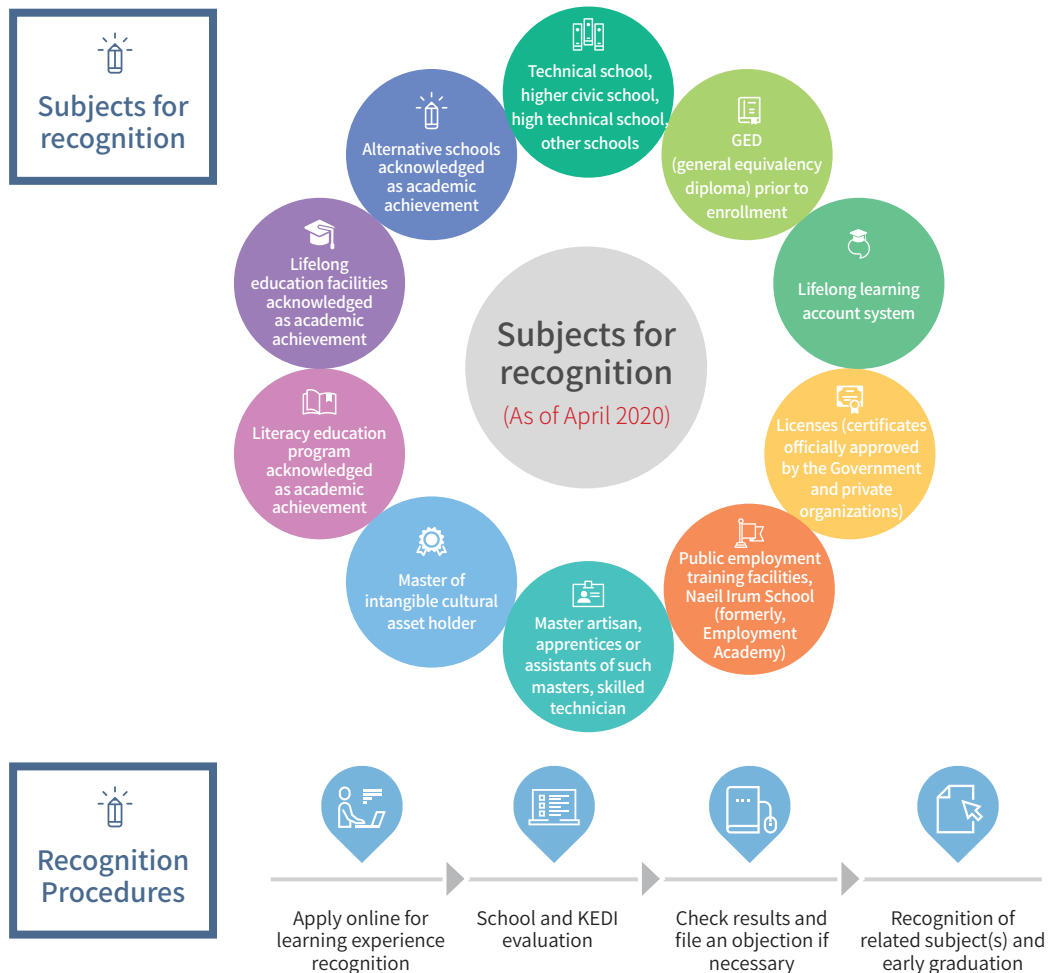 Subjects for
recognition
Technical school,
higher civic school,
high technical school,
other schools
GED
(general equivalency
diploma) prior to
enrollment
Lifelong learning
account system
Licenses (certificates
officially approved
by the Government
and private
organizations)
Public employment
training facilities,
Naeil Irum School
(formerly,
Employment
Academy)
Master artisan,
apprentices or
assistants of such
masters, skilled
technician
Master of
intangible cultural
asset holder
Literacy education
program
acknowledged
as academic
achievement
Lifelong
education facilities
acknowledged
as academic
achievement
Alternative schools
acknowledged
as academic
achievement
Subjects for
recognition
(As of April 2020)
Recognition
Procedures
Apply online for
learning experience
recognition
School and KEDI
evaluation
Check results and
file an objection if
necessary
Recognition of
related subject(s) and
early graduation